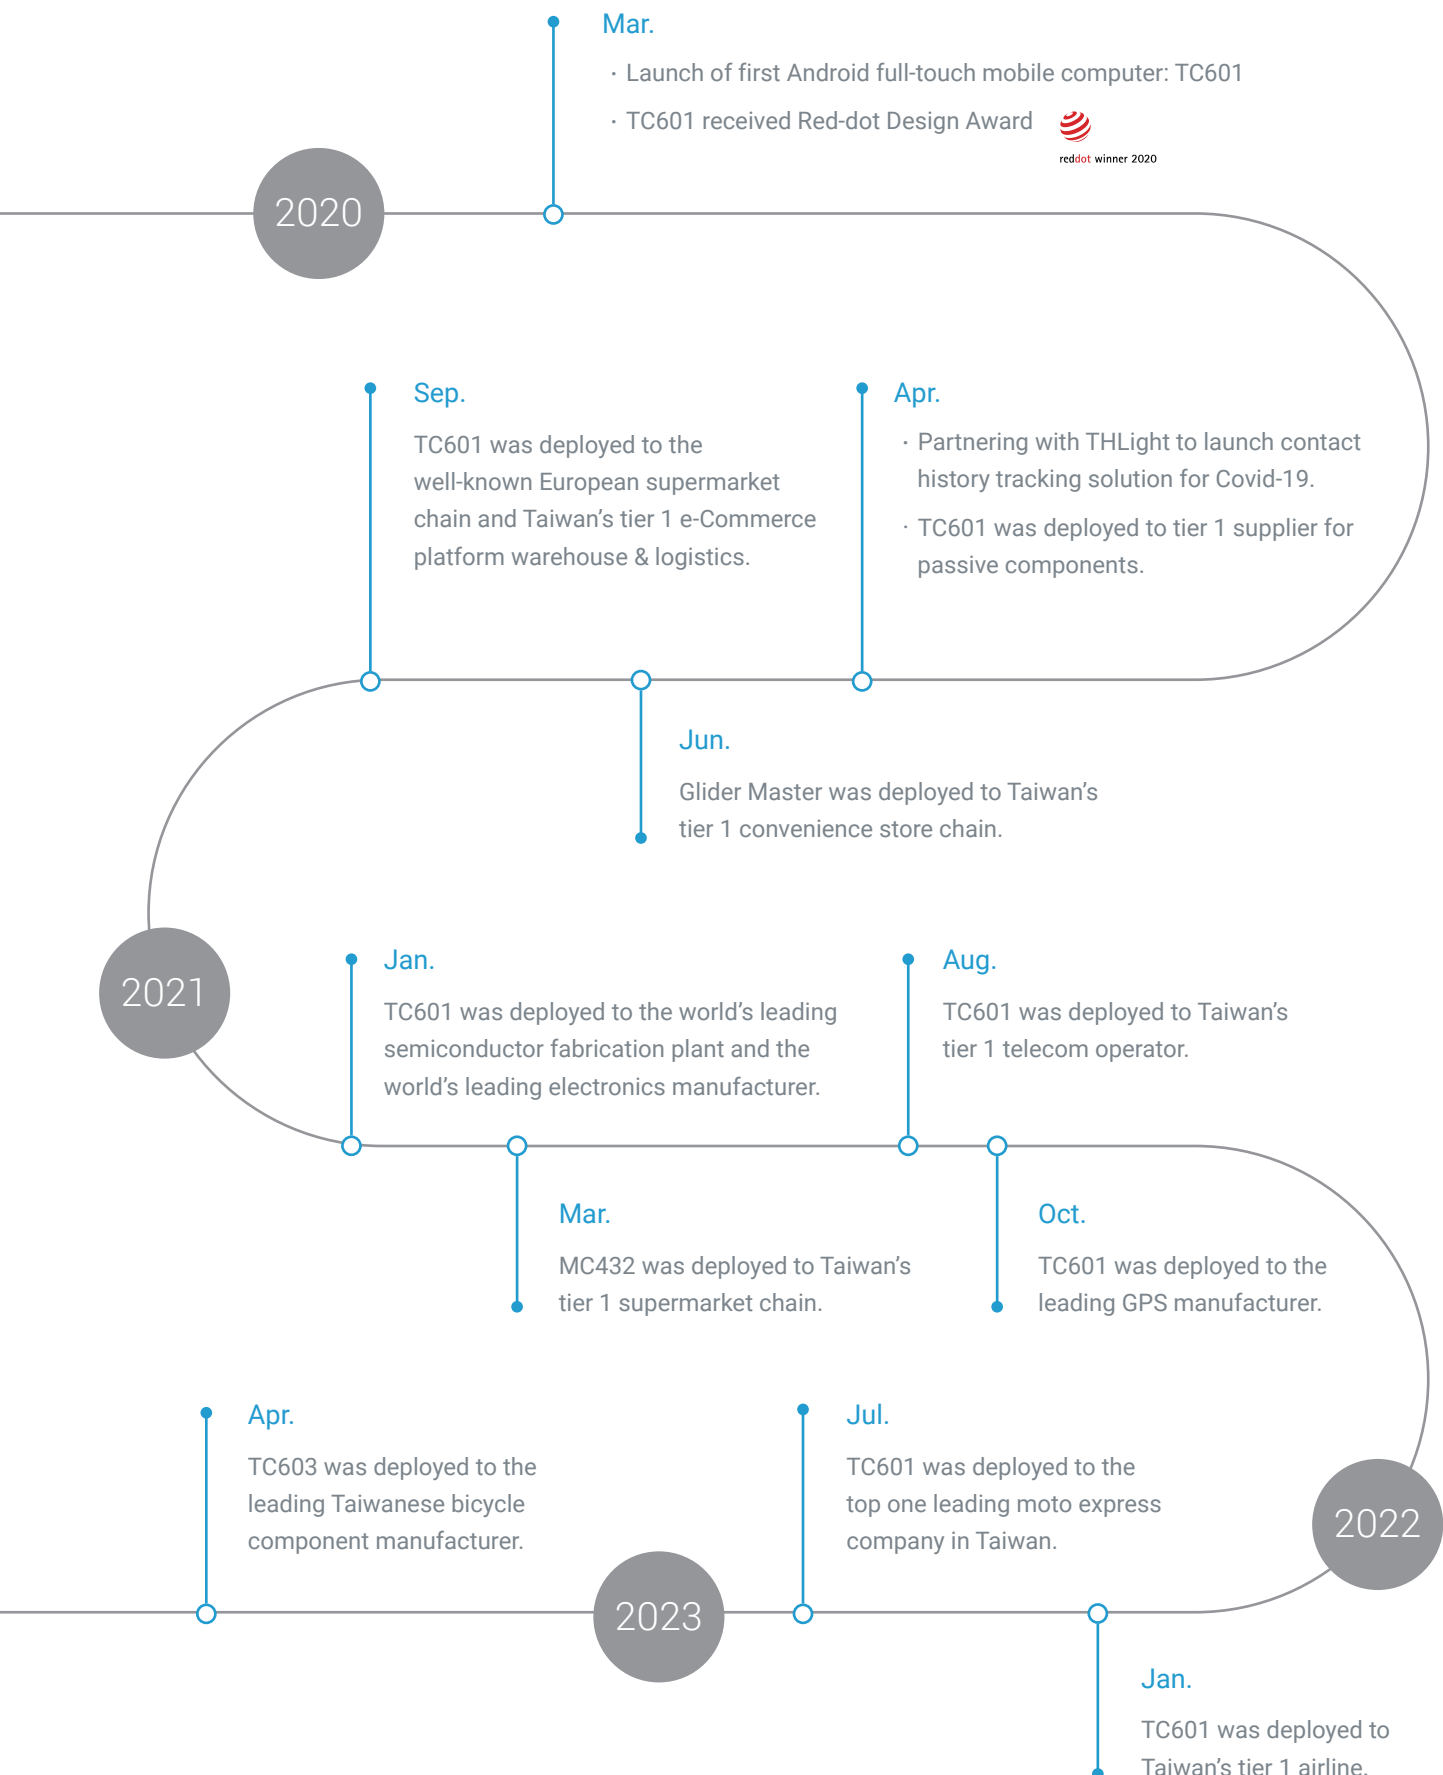 2020
Mar.
· Launch of first Android full-touch mobile computer: TC601
· TC601 received Red-dot Design Award
reddot winner 2020
Apr.
· Partnering with THLight to launch contact
history tracking solution for Covid-19.
· TC601 was deployed to tier 1 supplier for
passive components.
Jun.
Glider Master was deployed to Taiwan’s
tier 1 convenience store chain.
Sep.
TC601 was deployed to the
well-known European supermarket
chain and Taiwan’s tier 1 e-Commerce
platform warehouse & logistics.
2021
Jan.
TC601 was deployed to the world’s leading
semiconductor fabrication plant and the
world’s leading electronics manufacturer.
Mar.
MC432 was deployed to Taiwan’s
tier 1 supermarket chain.
Aug.
TC601 was deployed to Taiwan’s
tier 1 telecom operator.
Oct.
TC601 was deployed to the
leading GPS manufacturer.
2022
Jan.
TC601 was deployed to
Taiwan’s tier 1 airline.
Jul.
TC601 was deployed to the
top one leading moto express
company in Taiwan.
2023
Apr.
TC603 was deployed to the
leading Taiwanese bicycle
component manufacturer.